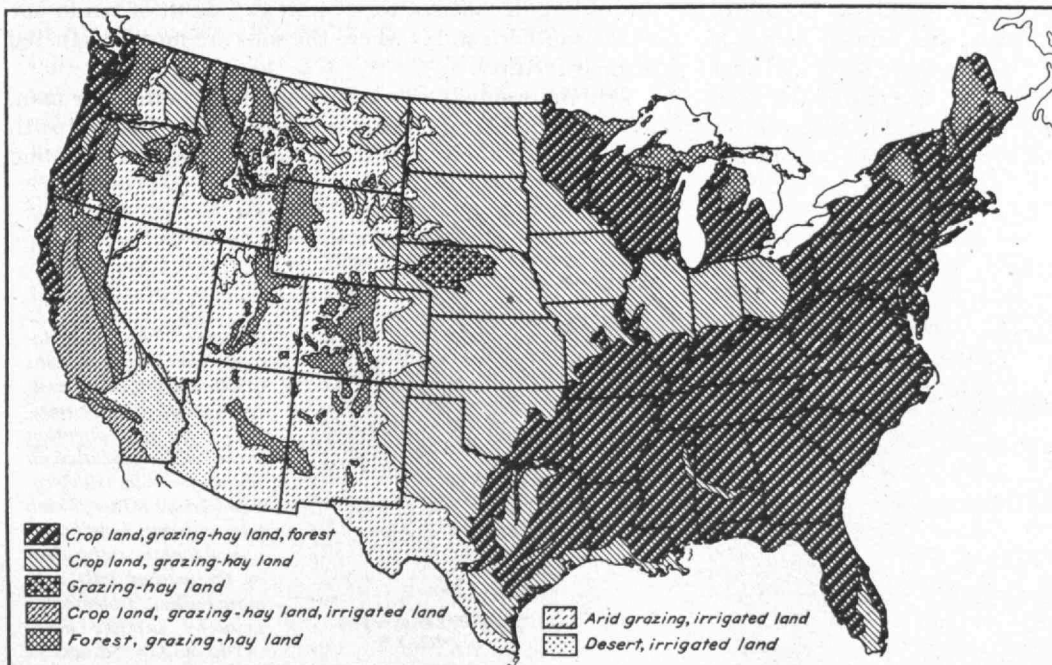 Crop land, grazing-hay land, forest
Crop land, grazing-hay land
Grazing-hay land
Crop land, grazing-hay land, irrigated land
Forest, grazing-hay land
Arid grazing, irrigated land
Desert, irrigated land